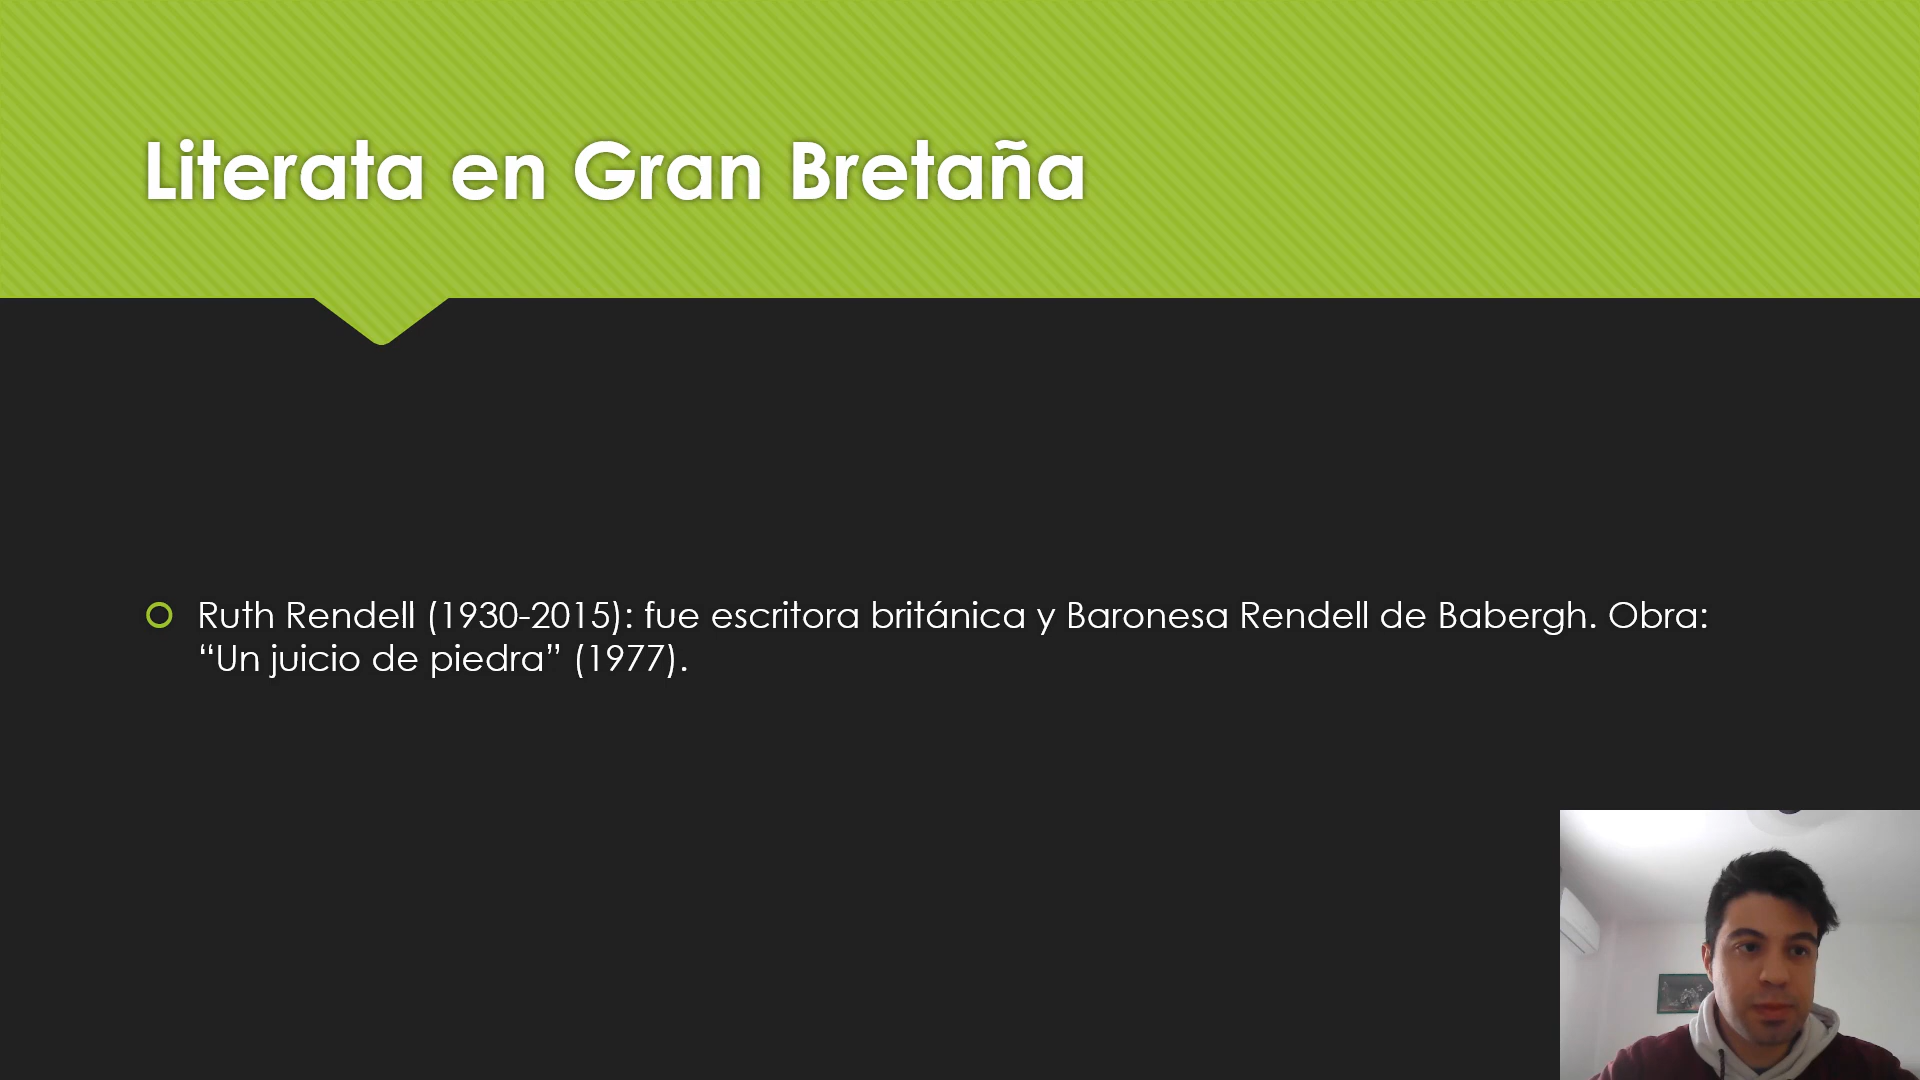 Literata en Gran Bretaña
Ruth Rendell (1930-2015): fue escritora británica y Baronesa Rendell de Babergh. Obra:
“Un juicio de piedra” (1977).